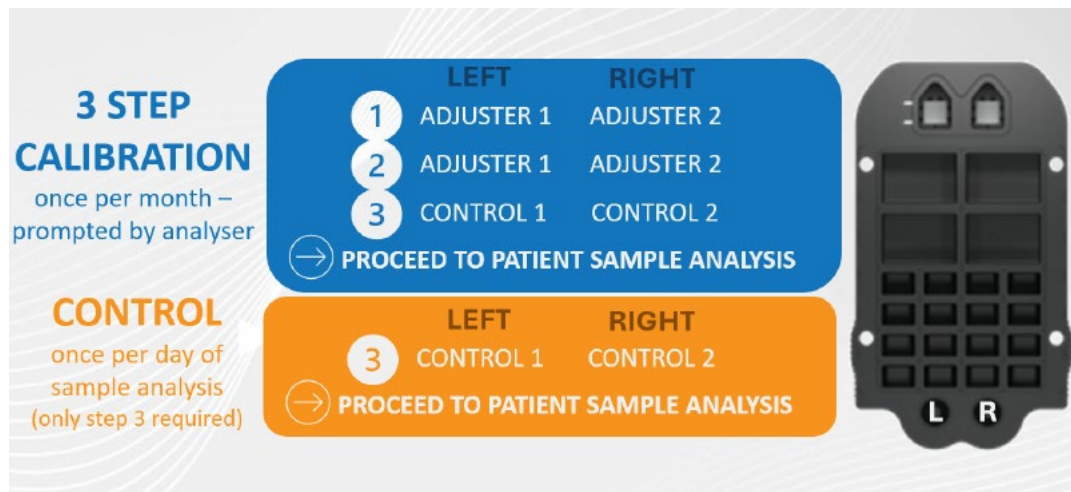 3 STEP
CALIBRATION
once per month –
prompted by analyser
LEFT RIGHT
1 ADJUSTER 1 ADJUSTER 2
2 ADJUSTER 1 ADJUSTER 2
3 CONTROL 1 CONTROL 2
PROCEED TO PATIENT SAMPLE ANALYSIS
CONTROL
once per day of
sample analysis
(only step 3 required)
LEFT RIGHT
3 CONTROL 1 CONTROL 2
PROCEED TO PATIENT SAMPLE ANALYSIS
L R